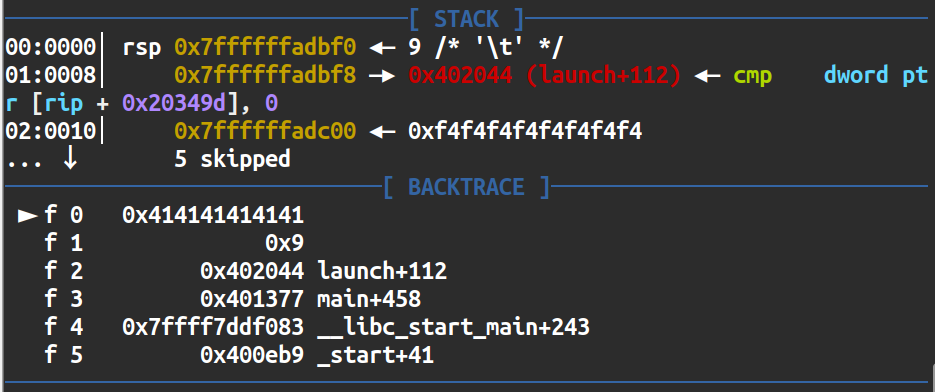 [ STACK ]
00:0000│ rsp 0x7ffffffadbf0 ◂— 9 /* '\t' */
01:0008│     0x7ffffffadbf8 —▸ 0x402044 (launch+112) ◂— cmp    dword pt
r [rip + 0x20349d], 0
02:0010│     0x7ffffffadc00 ◂— 0xf4f4f4f4f4f4f4f4
... ↓        5 skipped
[ BACKTRACE ]
► f 0   0x414141414141
f 1              0x9
f 2         0x402044 launch+112
f 3         0x401377 main+458
f 4   0x7ffff7ddf083 __libc_start_main+243
f 5         0x400eb9 _start+41